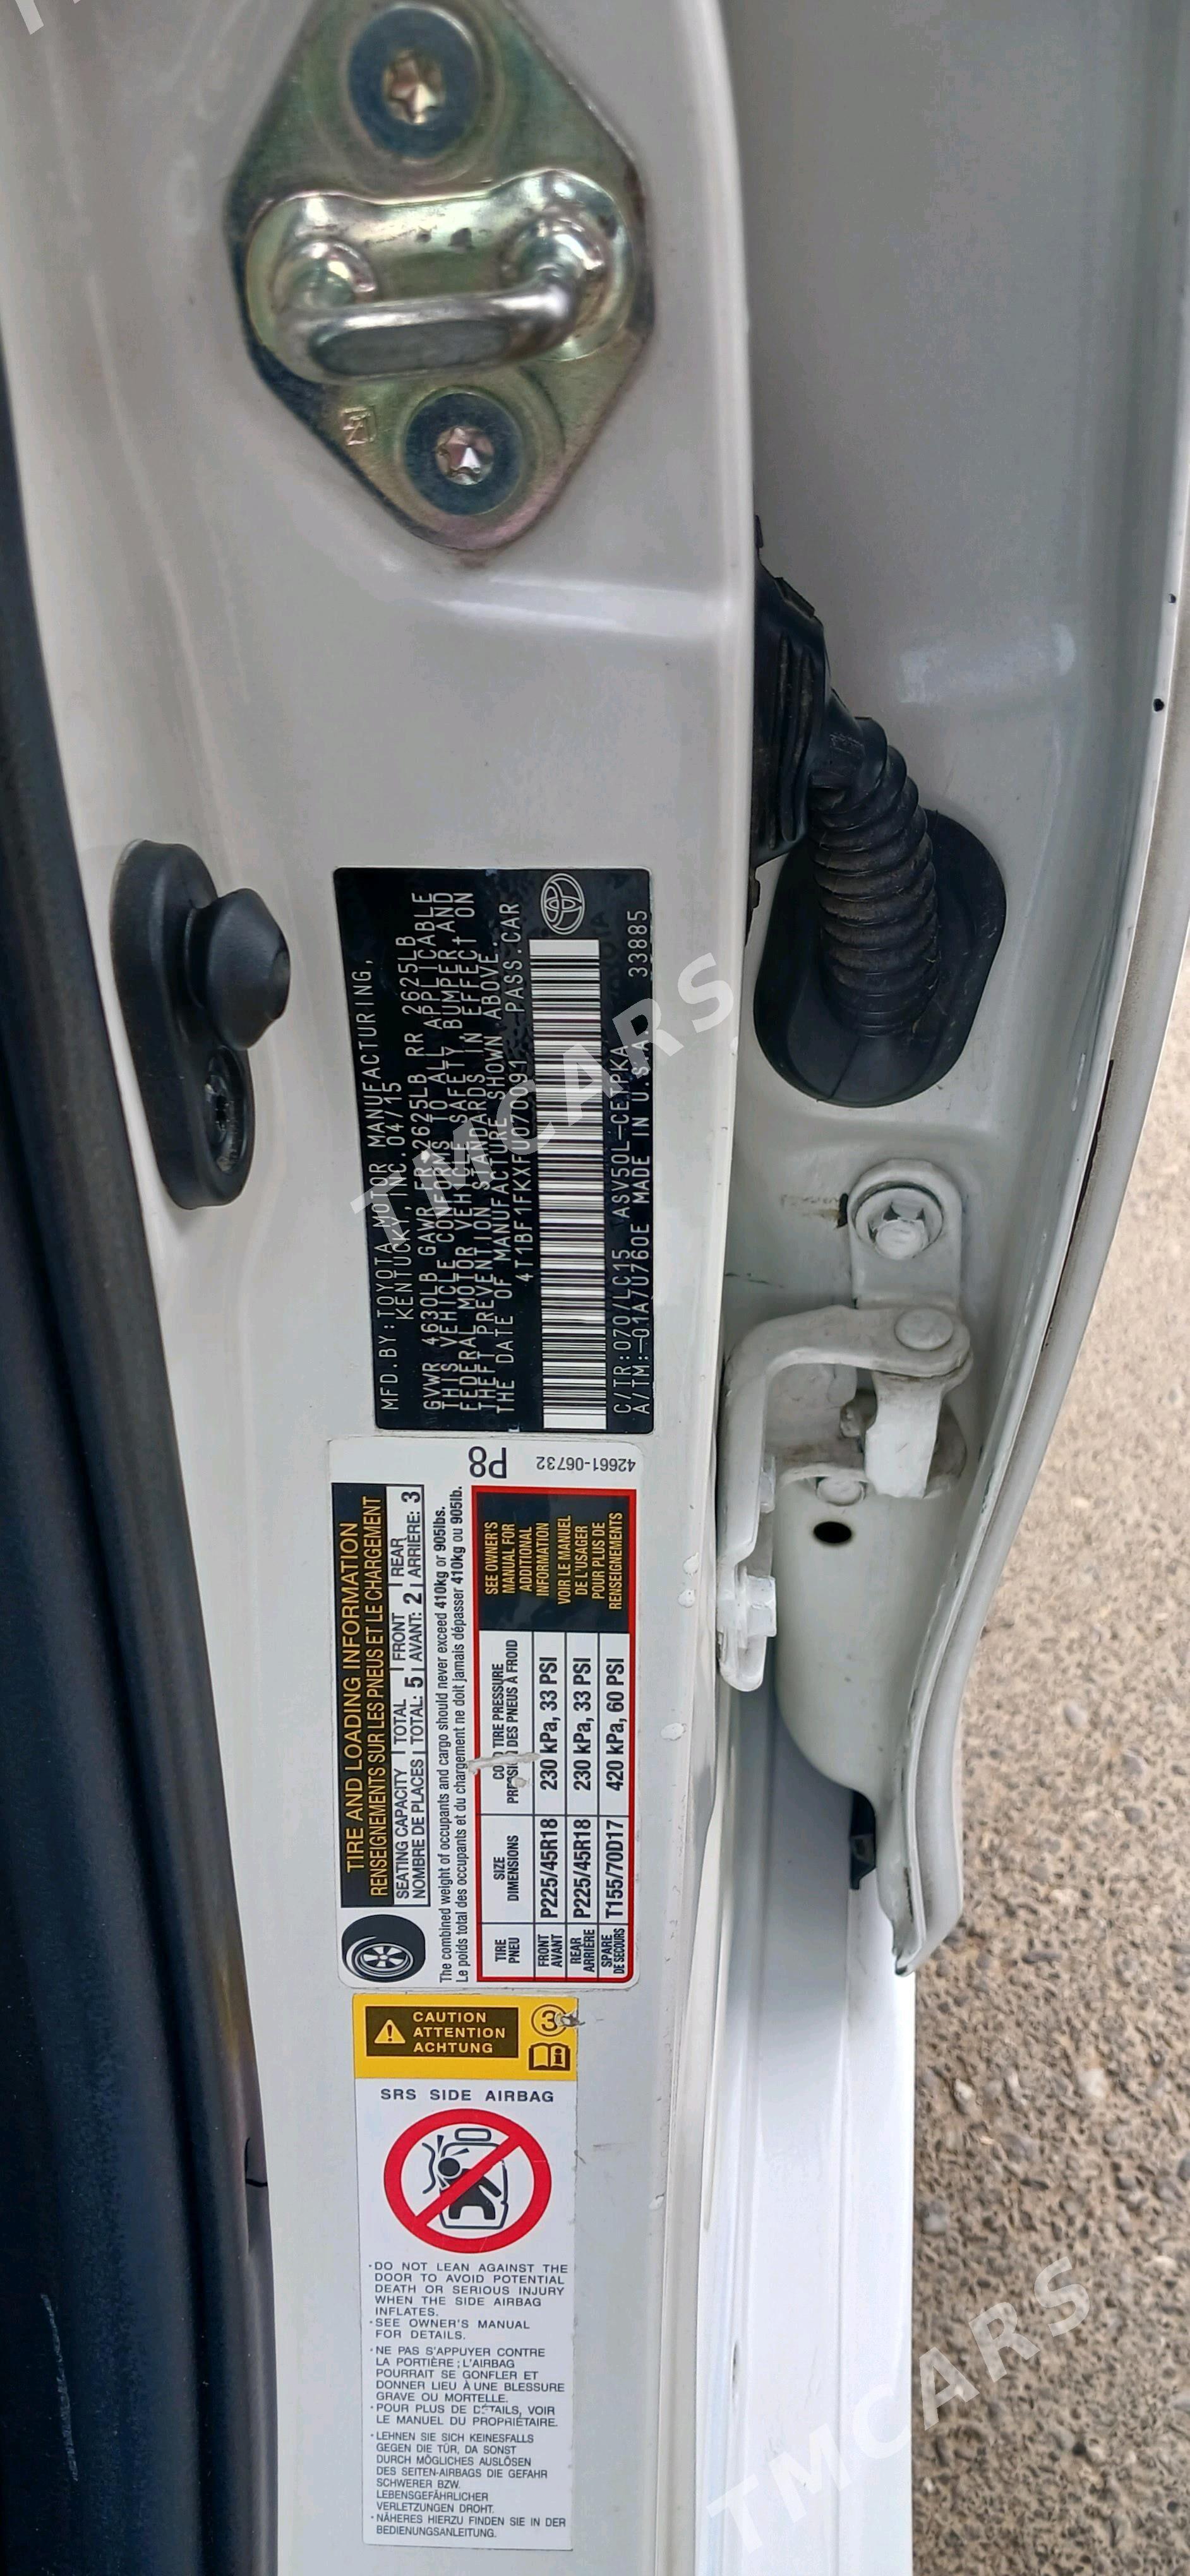 MFD.BY:TOYOTA MOTOR MANUFACTURING,
KENTUCKY,INC.04/15
GVWR 4630LB GAWR FR 2625LB RR 2625LB
THIS VEHICLE CONFORMS TO ALL APPLICABLE
FEDERAL MOTOR VEHICLE SAFETY BUMPER AND
THEFT PREVENTION STANDARDS IN EFFECT ON
THE DATE OF MANUFACTURE SHOWN ABOVE.
4T1BF1FKXFU070091 PASS.CAR
C/TR:070/LC15 ASV50L-CETPKA
A/TM:-01A/U760E MADE IN U.S.A. 33885
P8
42661-06732
TIRE AND LOADING INFORMATION
RENSEIGNEMENTS SUR LES PNEUS ET LE CHARGEMENT
SEATING CAPACITY TOTAL FRONT REAR
NOMBRE DE PLACES TOTAL: 5 AVANT: 2 ARRIÈRE: 3
The combined weight of occupants and cargo should never exceed 410kg or 905lbs.
Le poids total des occupants et du chargement ne doit jamais dépasser 410kg ou 905lb.
TIRE SIZE COLD TIRE PRESSURE
PNEU DIMENSIONS PRESSION DES PNEUS À FROID
FRONT
AVANT P225/45R18 230 kPa, 33 PSI
REAR
ARRIÈRE P225/45R18 230 kPa, 33 PSI
SPARE
DE SECOURS T155/70D17 420 kPa, 60 PSI
SEE OWNER'S
MANUAL FOR
ADDITIONAL
INFORMATION
VOIR LE MANUEL
DE L'USAGER
POUR PLUS DE
RENSEIGNEMENTS
CAUTION
ATTENTION
ACHTUNG
3
SRS SIDE AIRBAG
·DO NOT LEAN AGAINST THE
DOOR TO AVOID POTENTIAL
DEATH OR SERIOUS INJURY
WHEN THE SIDE AIRBAG
INFLATES.
·SEE OWNER'S MANUAL
FOR DETAILS.
·NE PAS S'APPUYER CONTRE
LA PORTIÈRE ; L'AIRBAG
POURRAIT SE GONFLER ET
DONNER LIEU À UNE BLESSURE
GRAVE OU MORTELLE.
·POUR PLUS DE DÉTAILS, VOIR
LE MANUEL DU PROPRIÉTAIRE.
·LEHNEN SIE SICH KEINESFALLS
GEGEN DIE TÜR, DA SONST
DURCH MÖGLICHES AUSLÖSEN
DES SEITEN-AIRBAGS DIE GEFAHR
SCHWERER BZW.
LEBENSGEFÄHRLICHER
VERLETZUNGEN DROHT.
·NÄHERES HIERZU FINDEN SIE IN DER
BEDIENUNGSANLEITUNG.
TMCARS
TMCARS